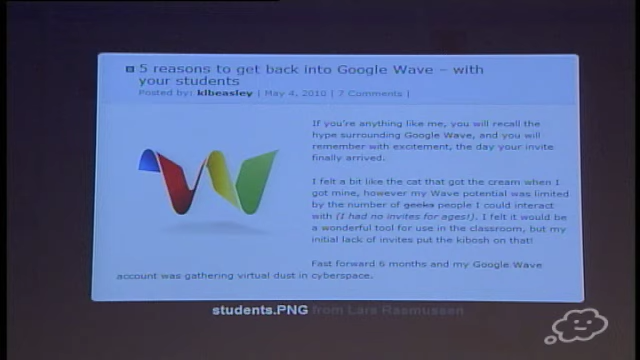 5 reasons to get back into Google Wave – with
your students
Posted by: klbeasley | May 4, 2010 | 7 Comments |
If you're anything like me, you will recall the
hype surrounding Google Wave, and you will
remember with excitement, the day your invite
finally arrived.
I felt a bit like the cat that got the cream when I
got mine, however my Wave potential was limited
by the number of geeks people I could interact
with (I had no invites for ages!). I felt it would be
a wonderful tool for use in the classroom, but my
initial lack of invites put the kibosh on that!
Fast forward 6 months and my Google Wave
account was gathering virtual dust in cyberspace.
students.PNG from Lars Rasmussen